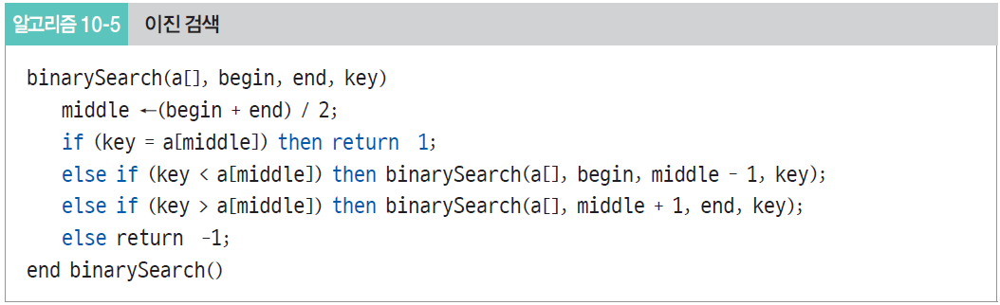 알고리즘 10-5 이진 검색
binarySearch(a[], begin, end, key)
middle ←(begin + end) / 2;
if (key = a[middle]) then return 1;
else if (key < a[middle]) then binarySearch(a[], begin, middle - 1, key);
else if (key > a[middle]) then binarySearch(a[], middle + 1, end, key);
else return -1;
end binarySearch()